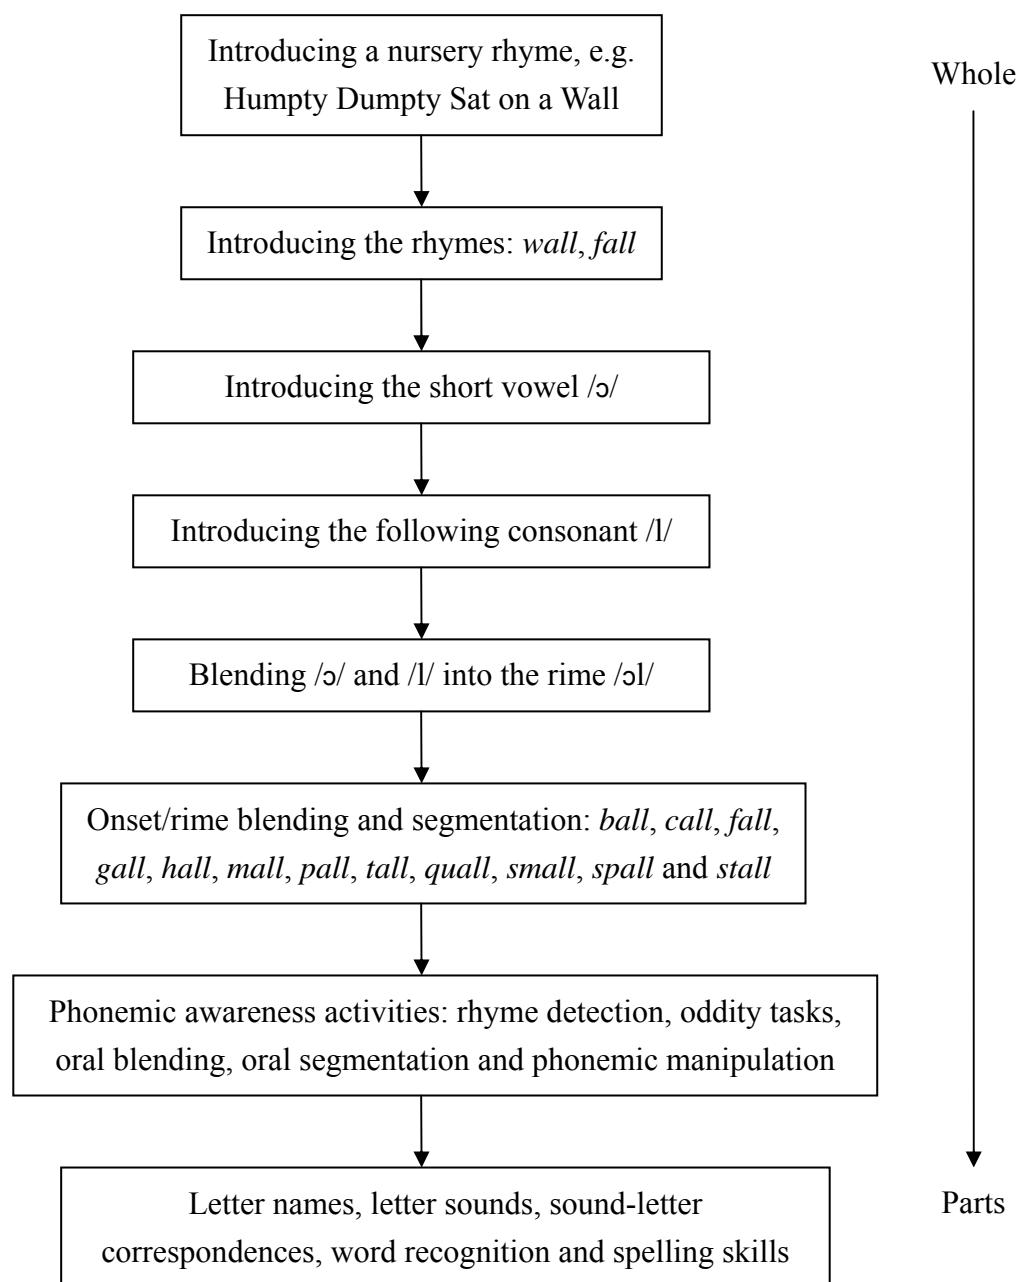 Introducing a nursery rhyme, e.g.
Humpty Dumpty Sat on a Wall
Whole
Introducing the rhymes: wall, fall
Introducing the short vowel /ɔ/
Introducing the following consonant /l/
Blending /ɔ/ and /l/ into the rime /ɔl/
Onset/rime blending and segmentation: ball, call, fall,
gall, hall, mall, pall, tall, quall, small, spall and stall
Phonemic awareness activities: rhyme detection, oddity tasks,
oral blending, oral segmentation and phonemic manipulation
Letter names, letter sounds, sound-letter
correspondences, word recognition and spelling skills
Parts